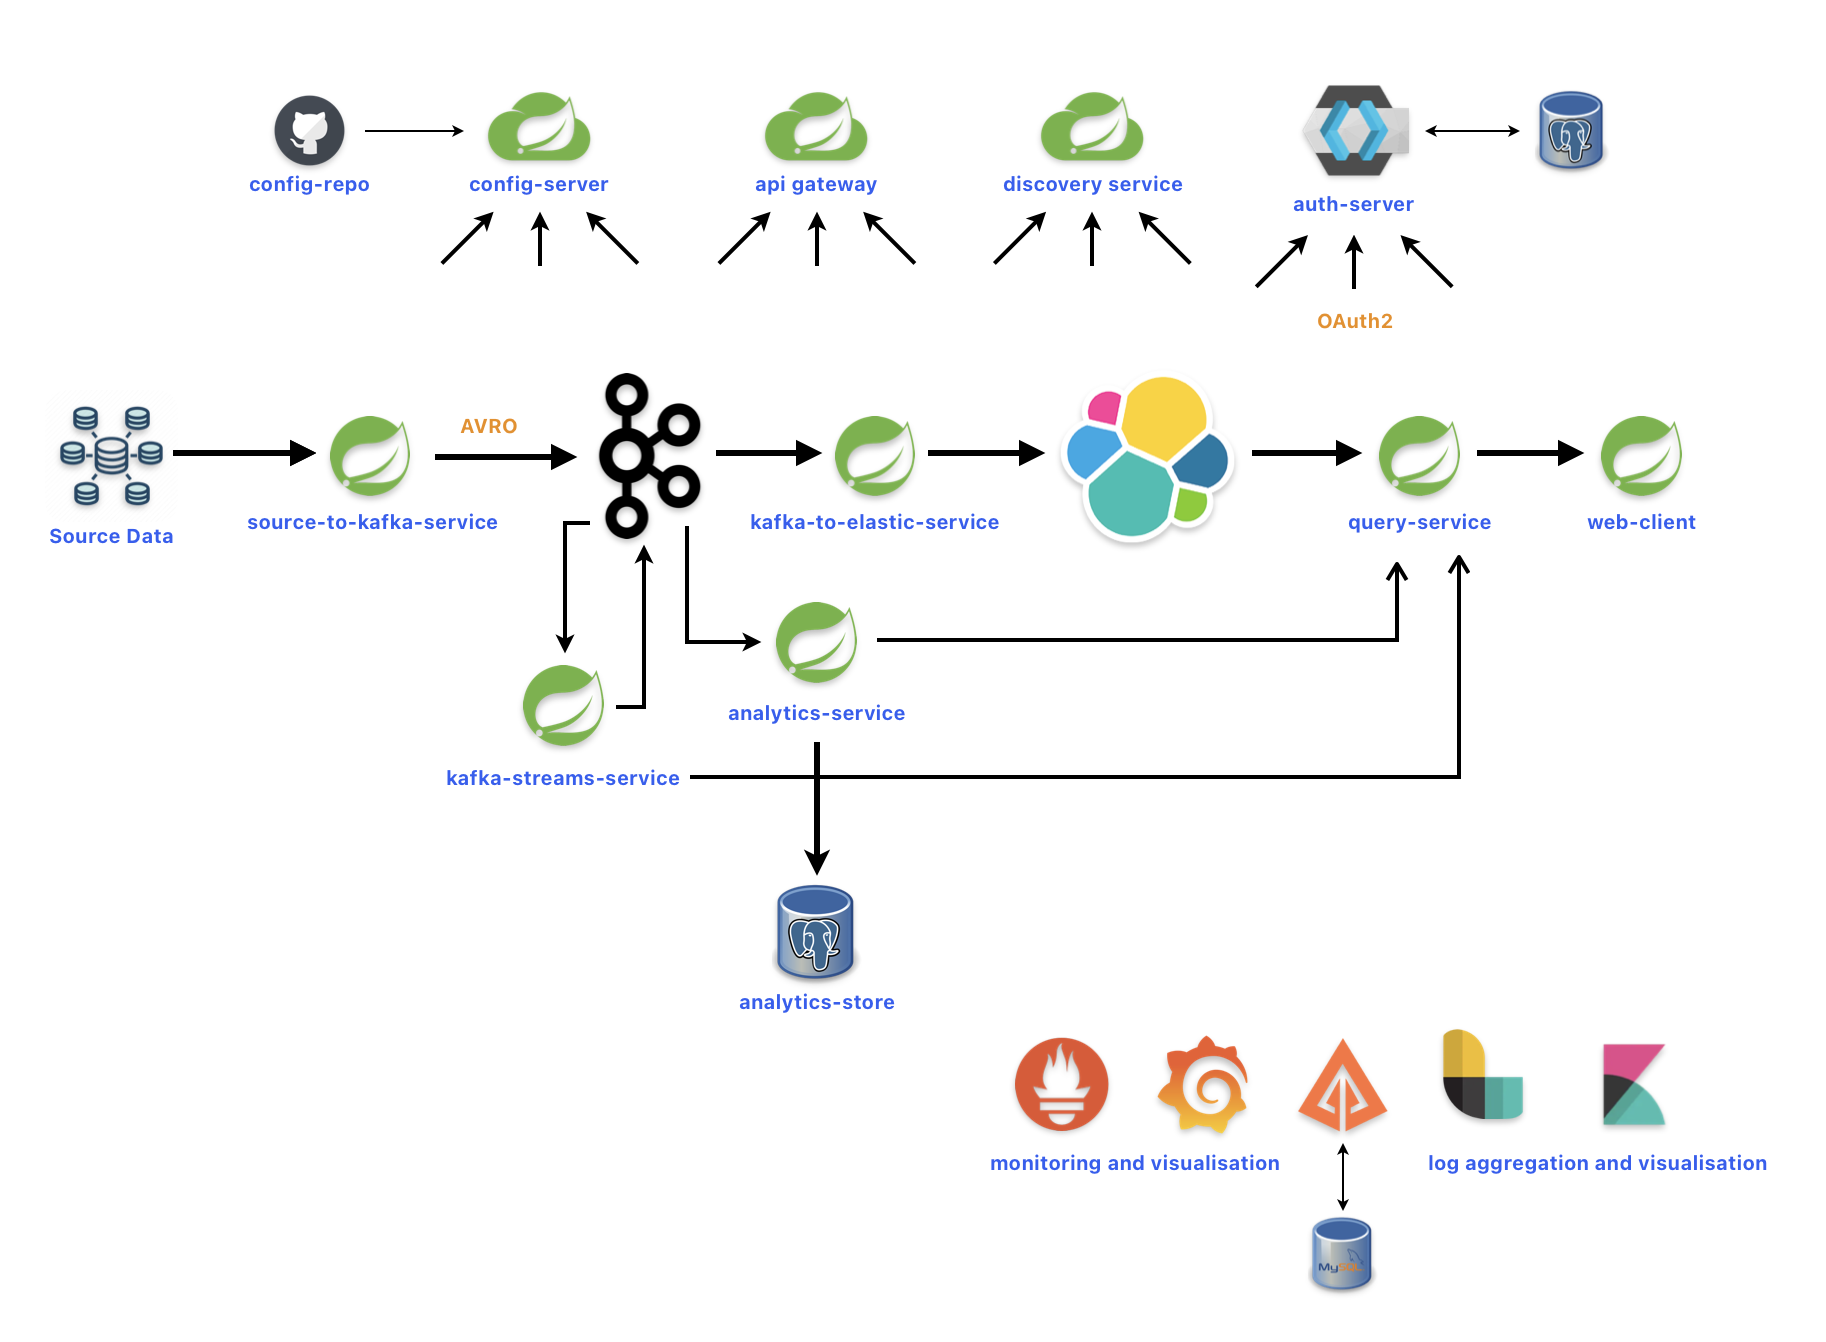 config-repo
config-server
api gateway
discovery service
auth-server
OAuth2
AVRO
Source Data
source-to-kafka-service
kafka-to-elastic-service
query-service
web-client
analytics-service
kafka-streams-service
analytics-store
monitoring and visualisation
log aggregation and visualisation
MySQL